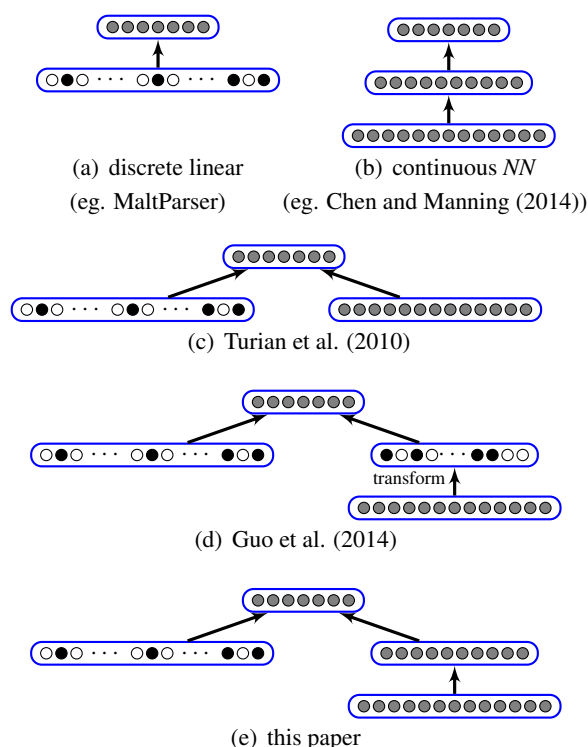 (a) discrete linear
(eg. MaltParser)
(b) continuous NN
(eg. Chen and Manning (2014))
(c) Turian et al. (2010)
transform
(d) Guo et al. (2014)
(e) this paper